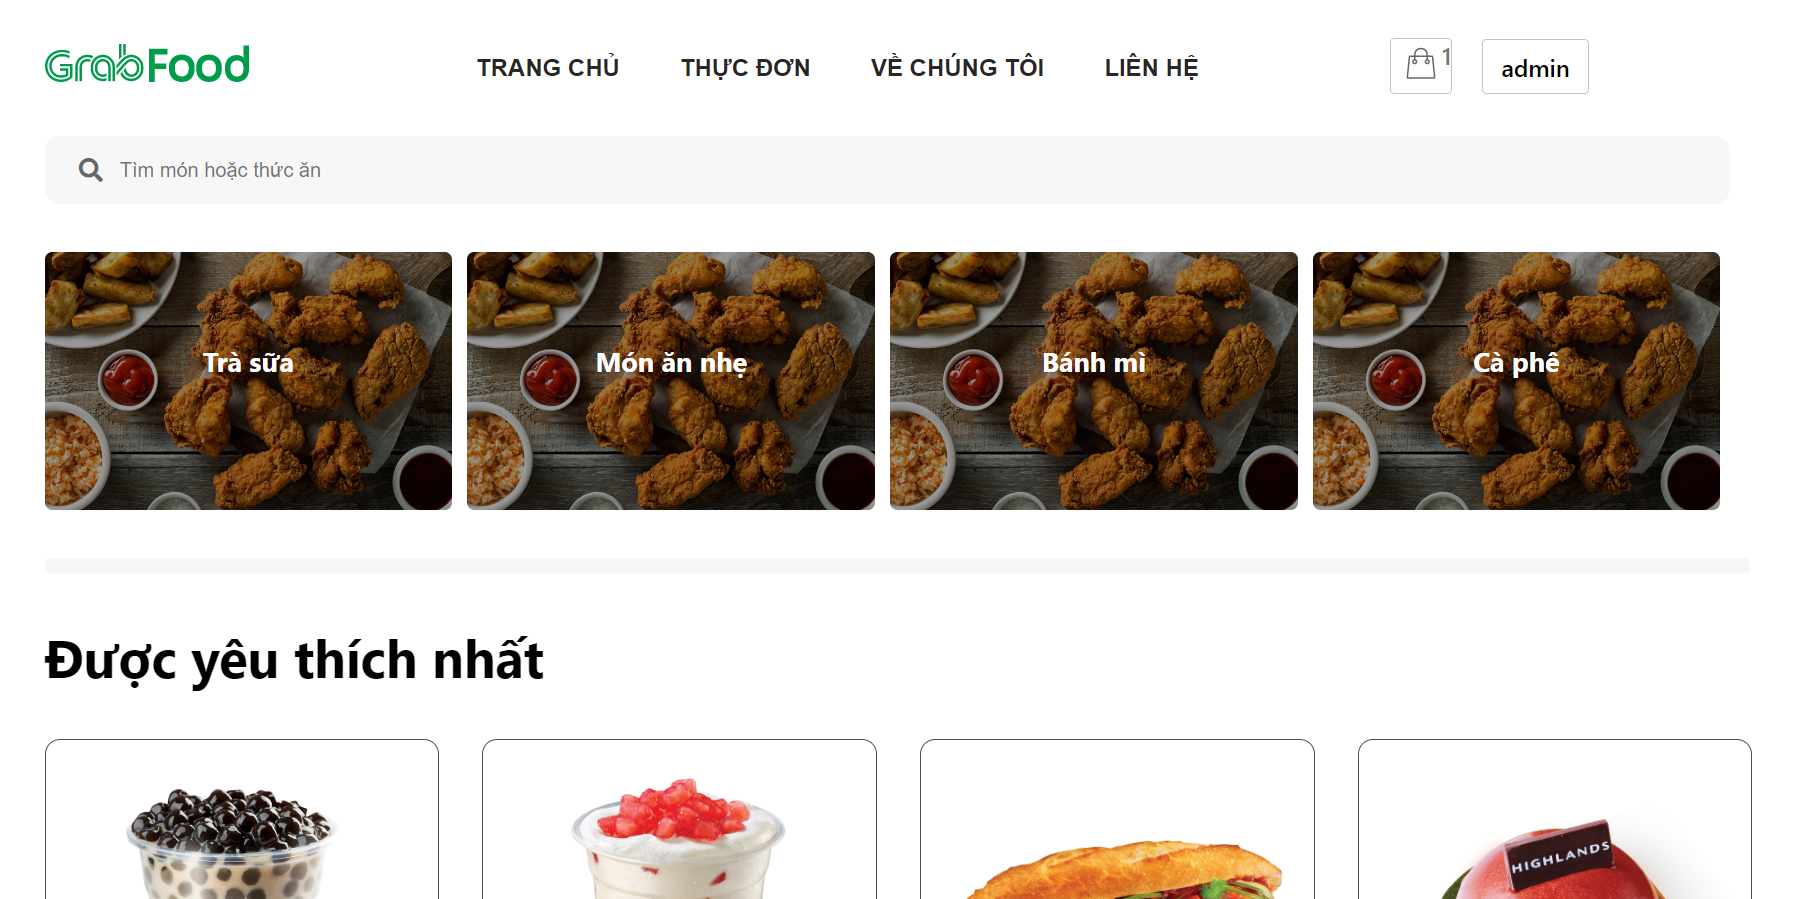 GrabFood
TRANG CHỦ
THỰC ĐƠN
VỀ CHÚNG TÔI
LIÊN HỆ
1
admin
Tìm món hoặc thức ăn
Trà sữa
Món ăn nhẹ
Bánh mì
Cà phê
Được yêu thích nhất
HIGHLANDS